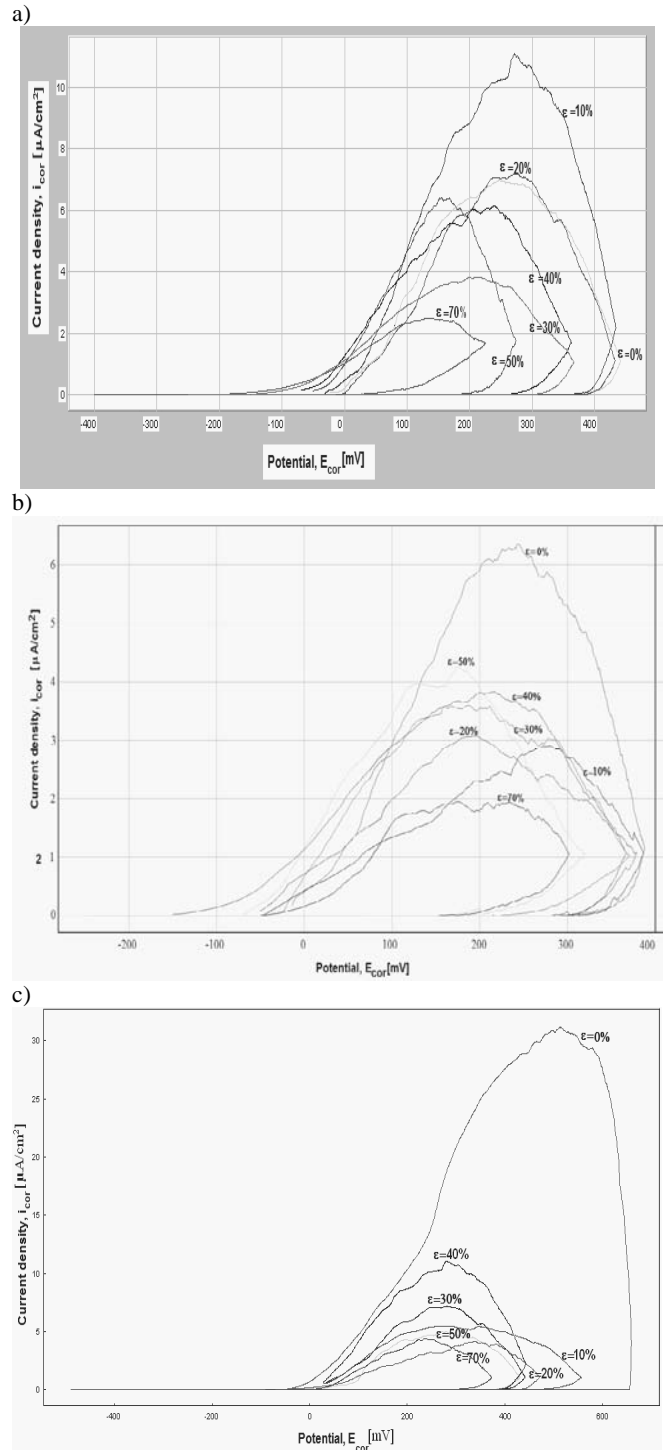 a)
Current density, i_cor [ μA/cm²]
10
8
6
4
2
0
ε =10%
ε =20%
ε =40%
ε =70%
ε =30%
ε =50%
ε =0%
-400
-300
-200
-100
0
100
200
300
400
Potential, E_cor[mV]
b)
Current density, i_cor [ μA/cm²]
6
5
4
3
2
2
1
0
ε=0%
ε=50%
ε=40%
ε=20%
ε=30%
ε=10%
ε=70%
-200
-100
0
100
200
300
400
Potential, E_cor[mV]
c)
Current density, i_cor [ μA/cm²]
30
25
20
15
10
5
0
ε=0%
ε=40%
ε=30%
ε=50%
ε=70%
ε=10%
ε=20%
-400
-200
0
200
400
600
Potential, E_cor [mV]